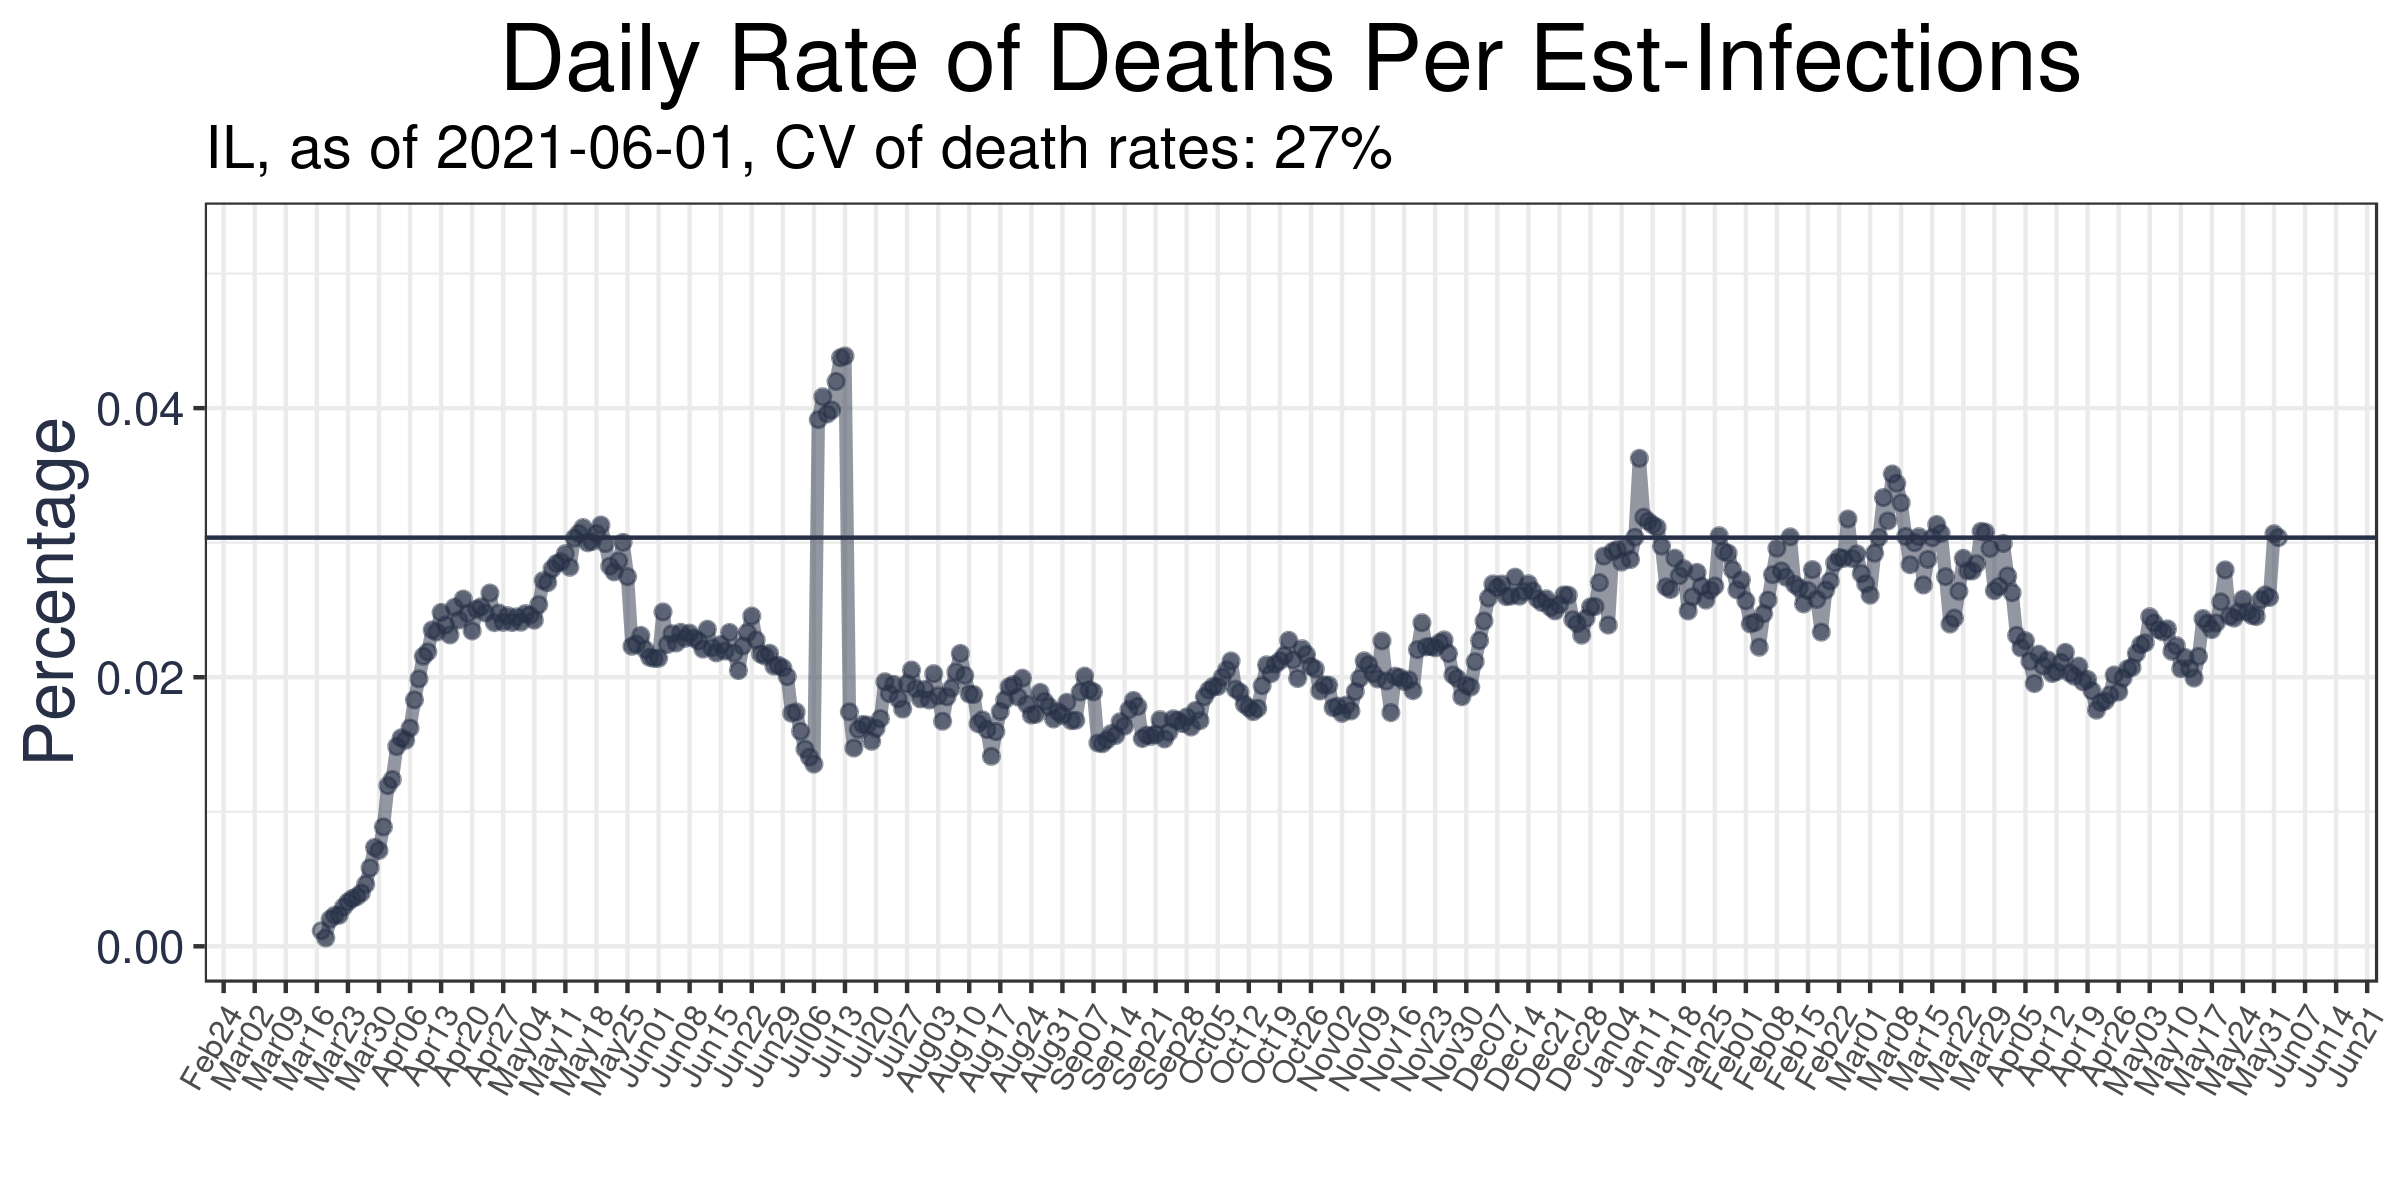 Daily Rate of Deaths Per Est-Infections
IL, as of 2021-06-01, CV of death rates: 27%
Percentage
0.04
0.02
0.00
Feb24
Mar02
Mar09
Mar16
Mar23
Mar30
Apr06
Apr13
Apr20
Apr27
May04
May11
May18
May25
Jun01
Jun08
Jun15
Jun22
Jun29
Jul06
Jul13
Jul20
Jul27
Aug03
Aug10
Aug17
Aug24
Aug31
Sep07
Sep14
Sep21
Sep28
Oct05
Oct12
Oct19
Oct26
Nov02
Nov09
Nov16
Nov23
Nov30
Dec07
Dec14
Dec21
Dec28
Jan04
Jan11
Jan18
Jan25
Feb01
Feb08
Feb15
Feb22
Mar01
Mar08
Mar15
Mar22
Mar29
Apr05
Apr12
Apr19
Apr26
May03
May10
May17
May24
May31
Jun07
Jun14
Jun21